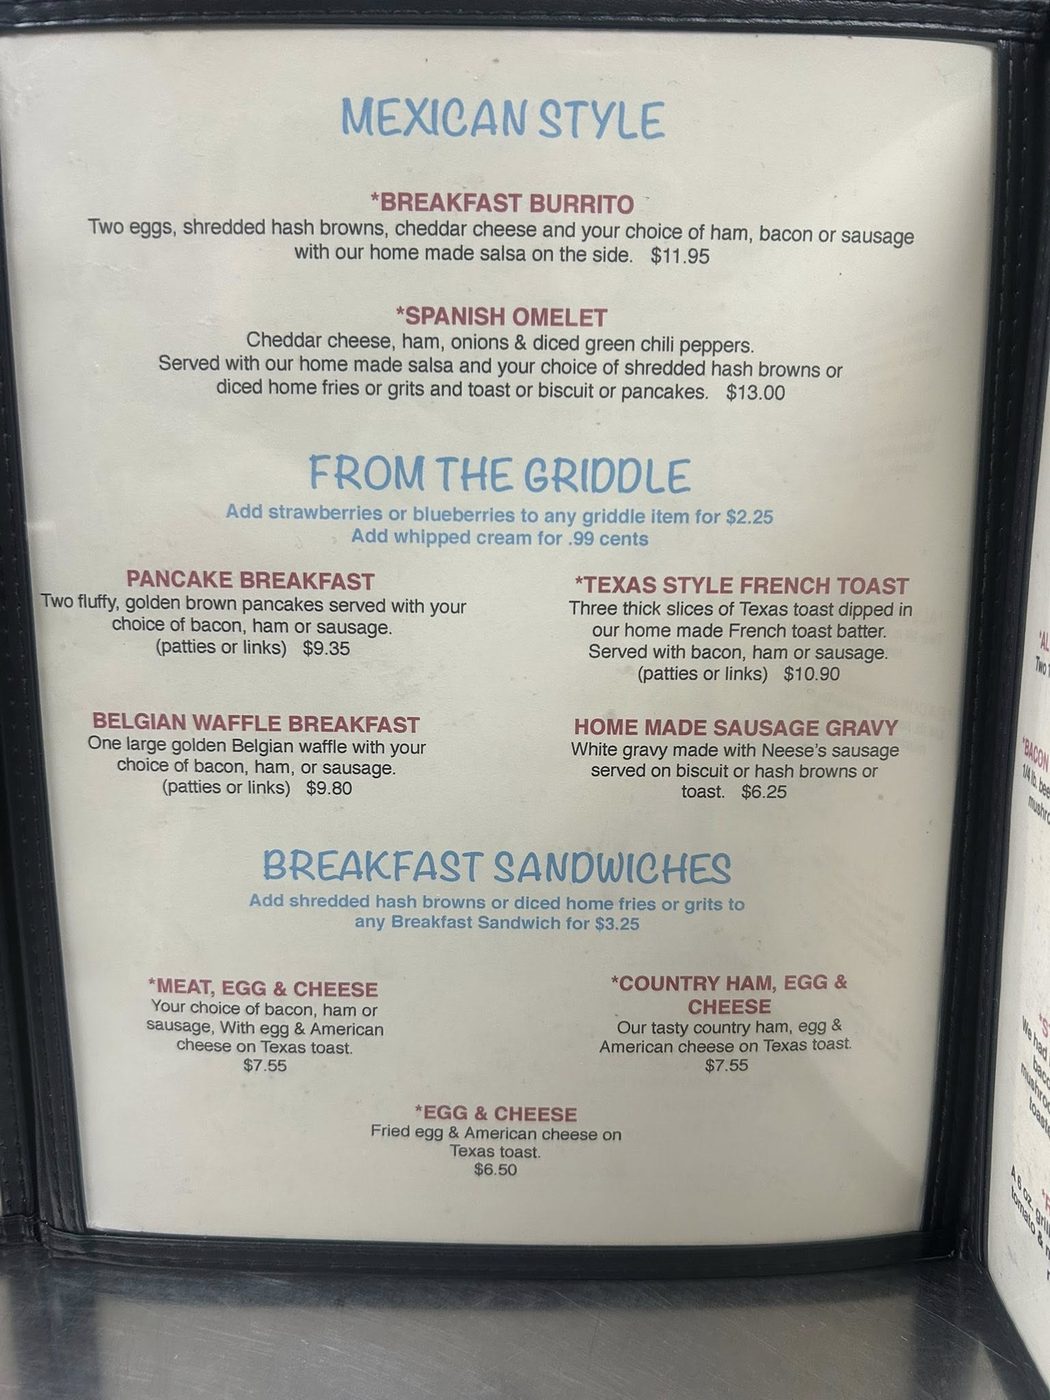 MEXICAN STYLE
*BREAKFAST BURRITO
Two eggs, shredded hash browns, cheddar cheese and your choice of ham, bacon or sausage
with our home made salsa on the side. $11.95
*SPANISH OMELET
Cheddar cheese, ham, onions & diced green chili peppers.
Served with our home made salsa and your choice of shredded hash browns or
diced home fries or grits and toast or biscuit or pancakes. $13.00
FROM THE GRIDDLE
Add strawberries or blueberries to any griddle item for $2.25
Add whipped cream for .99 cents
PANCAKE BREAKFAST
Two fluffy, golden brown pancakes served with your
choice of bacon, ham or sausage.
(patties or links) $9.35
*TEXAS STYLE FRENCH TOAST
Three thick slices of Texas toast dipped in
our home made French toast batter.
Served with bacon, ham or sausage.
(patties or links) $10.90
BELGIAN WAFFLE BREAKFAST
One large golden Belgian waffle with your
choice of bacon, ham, or sausage.
(patties or links) $9.80
HOME MADE SAUSAGE GRAVY
White gravy made with Neese's sausage
served on biscuit or hash browns or
toast. $6.25
BREAKFAST SANDWICHES
Add shredded hash browns or diced home fries or grits to
any Breakfast Sandwich for $3.25
*MEAT, EGG & CHEESE
Your choice of bacon, ham or
sausage, With egg & American
cheese on Texas toast.
$7.55
*COUNTRY HAM, EGG &
CHEESE
Our tasty country ham, egg &
American cheese on Texas toast.
$7.55
*EGG & CHEESE
Fried egg & American cheese on
Texas toast.
$6.50
Two
*BACON
1/4 lb.
We had
A 6 oz.
tomato &